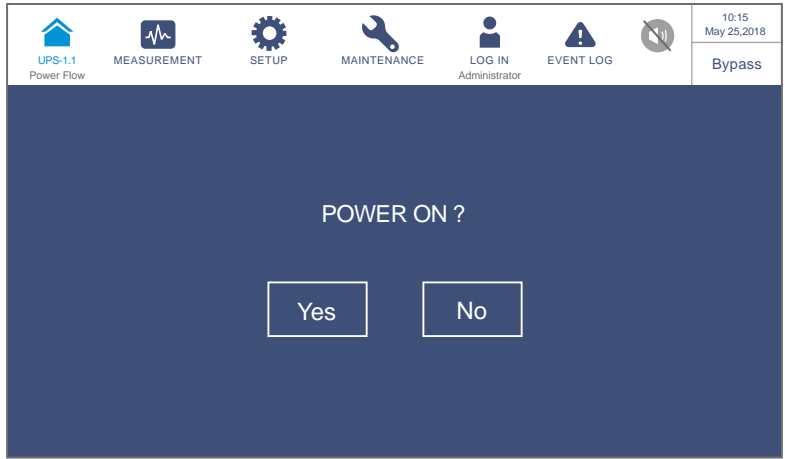 UPS-1.1
Power Flow
MEASUREMENT
SETUP
MAINTENANCE
LOG IN
Administrator
EVENT LOG
10:15
May 25,2018
Bypass
POWER ON ?
Yes
No